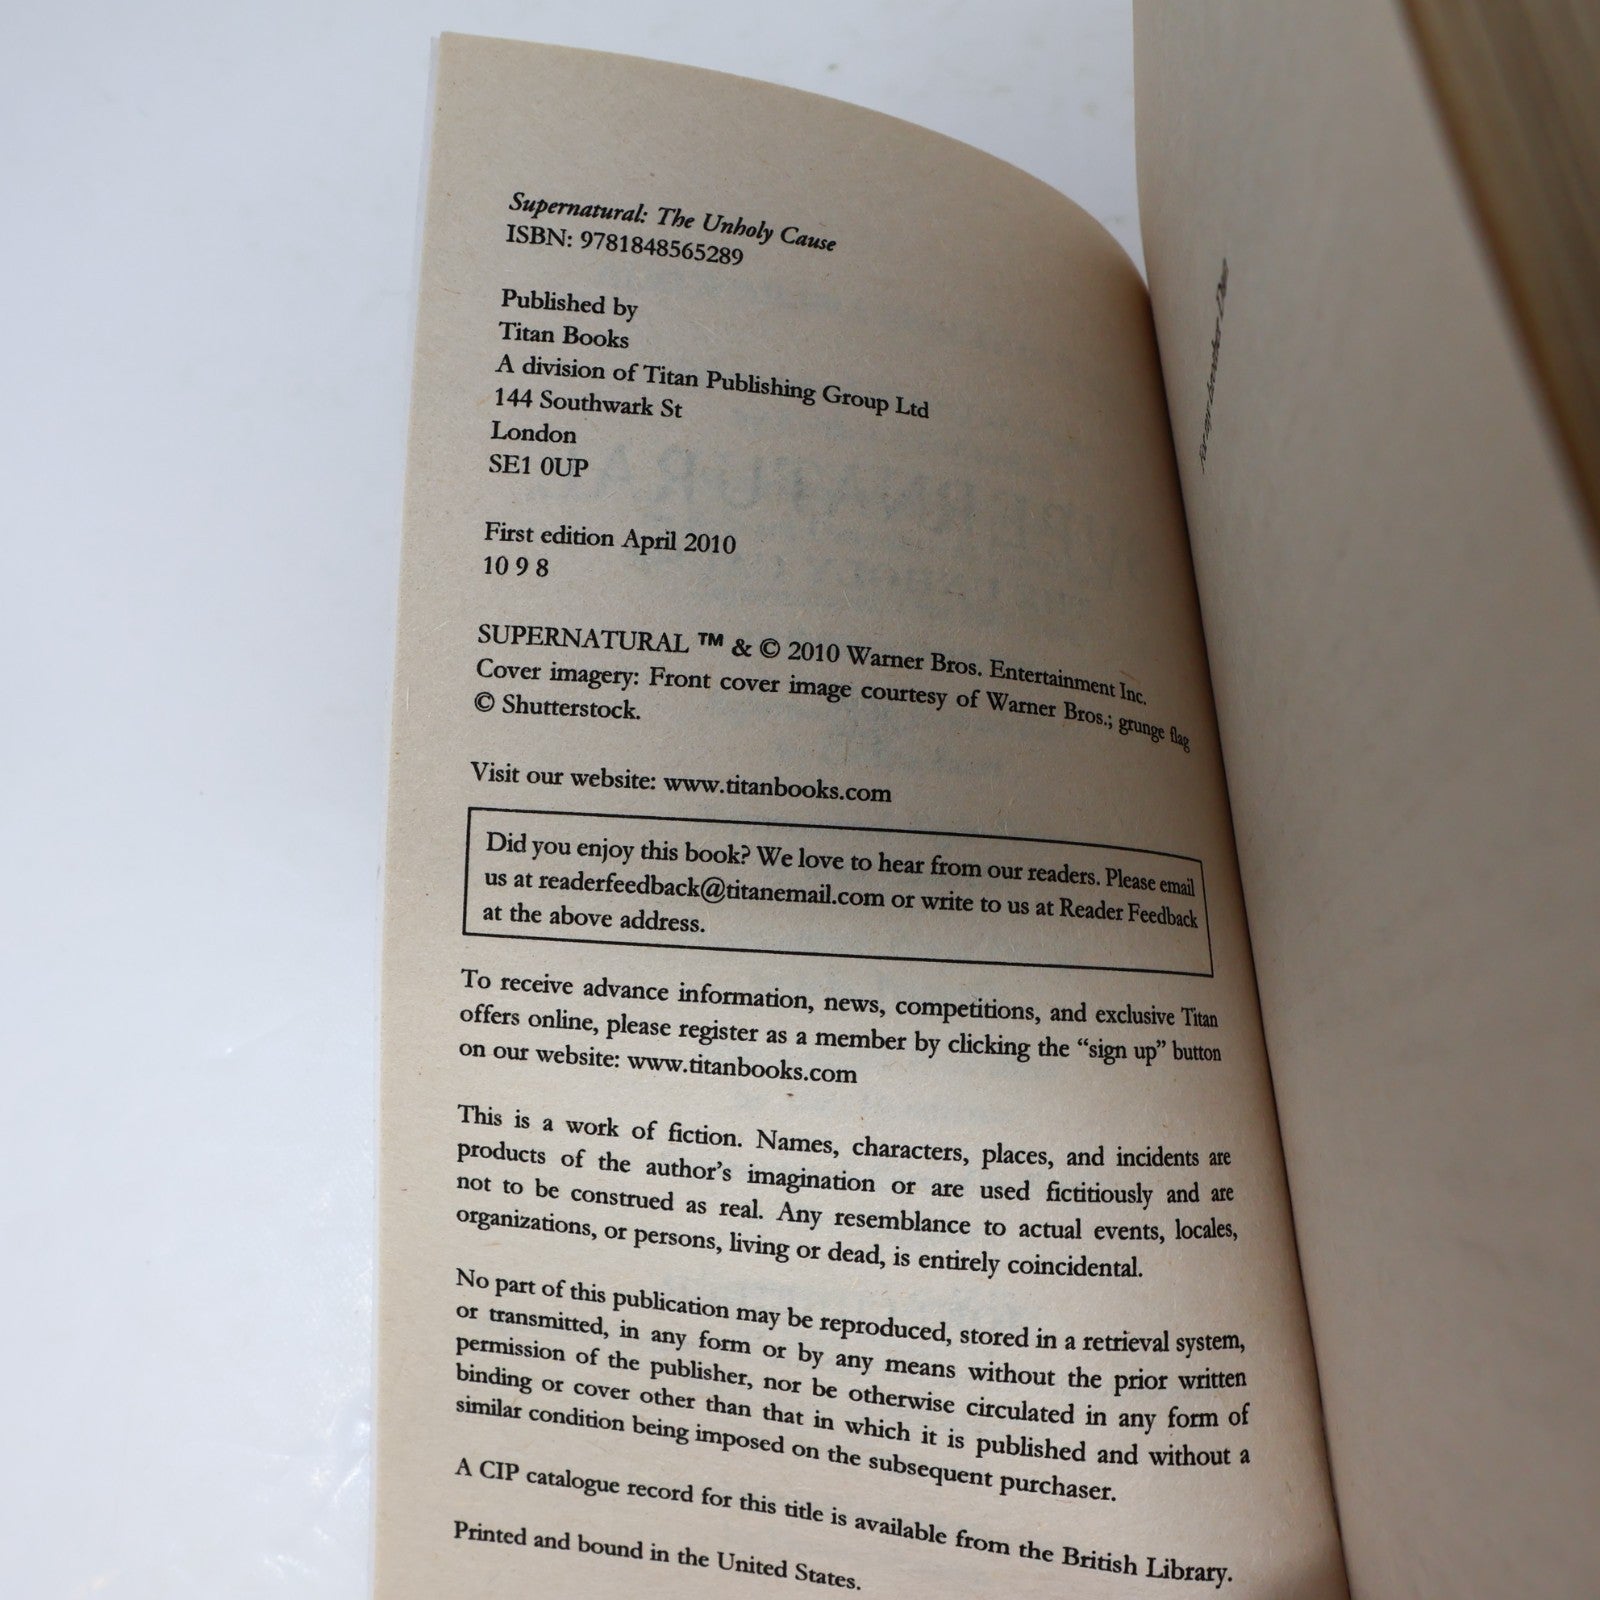 Supernatural: The Unholy Cause
ISBN: 9781848565289
Published by
Titan Books
A division of Titan Publishing Group Ltd
144 Southwark St
London
SE1 0UP
First edition April 2010
10 9 8
SUPERNATURAL ™ & © 2010 Warner Bros. Entertainment Inc.
Cover imagery: Front cover image courtesy of Warner Bros.; grunge flag
© Shutterstock.
Visit our website: www.titanbooks.com
Did you enjoy this book? We love to hear from our readers. Please email
us at readerfeedback@titanemail.com or write to us at Reader Feedback
at the above address.
To receive advance information, news, competitions, and exclusive Titan
offers online, please register as a member by clicking the “sign up” button
on our website: www.titanbooks.com
This is a work of fiction. Names, characters, places, and incidents are
products of the author’s imagination or are used fictitiously and are
not to be construed as real. Any resemblance to actual events, locales,
organizations, or persons, living or dead, is entirely coincidental.
No part of this publication may be reproduced, stored in a retrieval system,
or transmitted, in any form or by any means without the prior written
permission of the publisher, nor be otherwise circulated in any form of
binding or cover other than that in which it is published and without a
similar condition being imposed on the subsequent purchaser.
A CIP catalogue record for this title is available from the British Library.
Printed and bound in the United States.